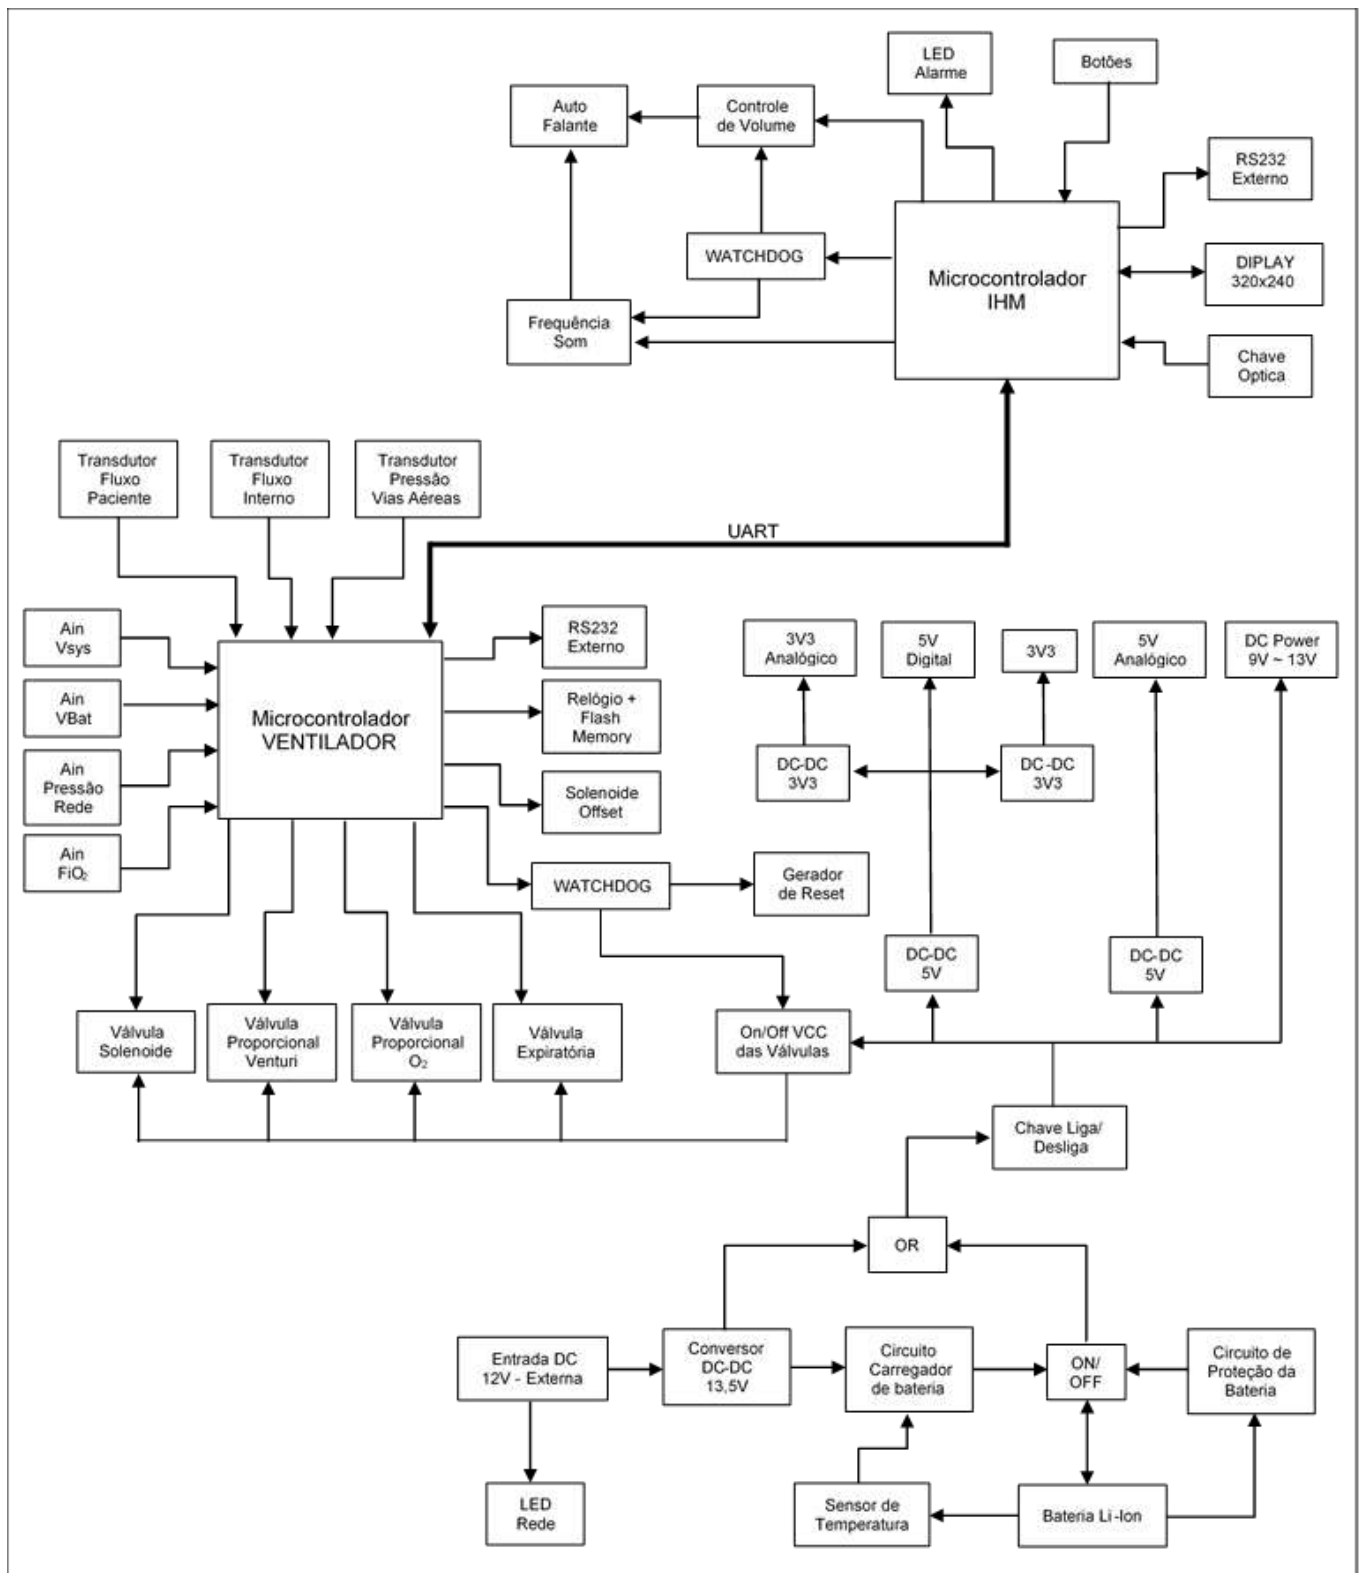 LED
Alarme
Botões
Auto
Falante
Controle
de Volume
RS232
Externo
WATCHDOG
Microcontrolador
IHM
DIPLAY
320x240
Frequência
Som
Chave
Optica
Transdutor
Fluxo
Paciente
Transdutor
Fluxo
Interno
Transdutor
Pressão
Vias Aéreas
UART
Ain
Vsys
Ain
VBat
Ain
Pressão
Rede
Ain
FiO₂
Microcontrolador
VENTILADOR
RS232
Externo
Relógio +
Flash
Memory
Solenoide
Offset
WATCHDOG
Gerador
de Reset
3V3
Analógico
5V
Digital
3V3
5V
Analógico
DC Power
9V ~ 13V
DC-DC
3V3
DC-DC
3V3
DC-DC
5V
DC-DC
5V
Válvula
Solenoide
Válvula
Proporcional
Venturi
Válvula
Proporcional
O₂
Válvula
Expiratória
On/Off VCC
das Válvulas
Chave Liga/
Desliga
OR
Entrada DC
12V - Externa
Conversor
DC-DC
13,5V
Circuito
Carregador
de bateria
ON/
OFF
Circuito de
Proteção da
Bateria
LED
Rede
Sensor de
Temperatura
Bateria Li-Ion